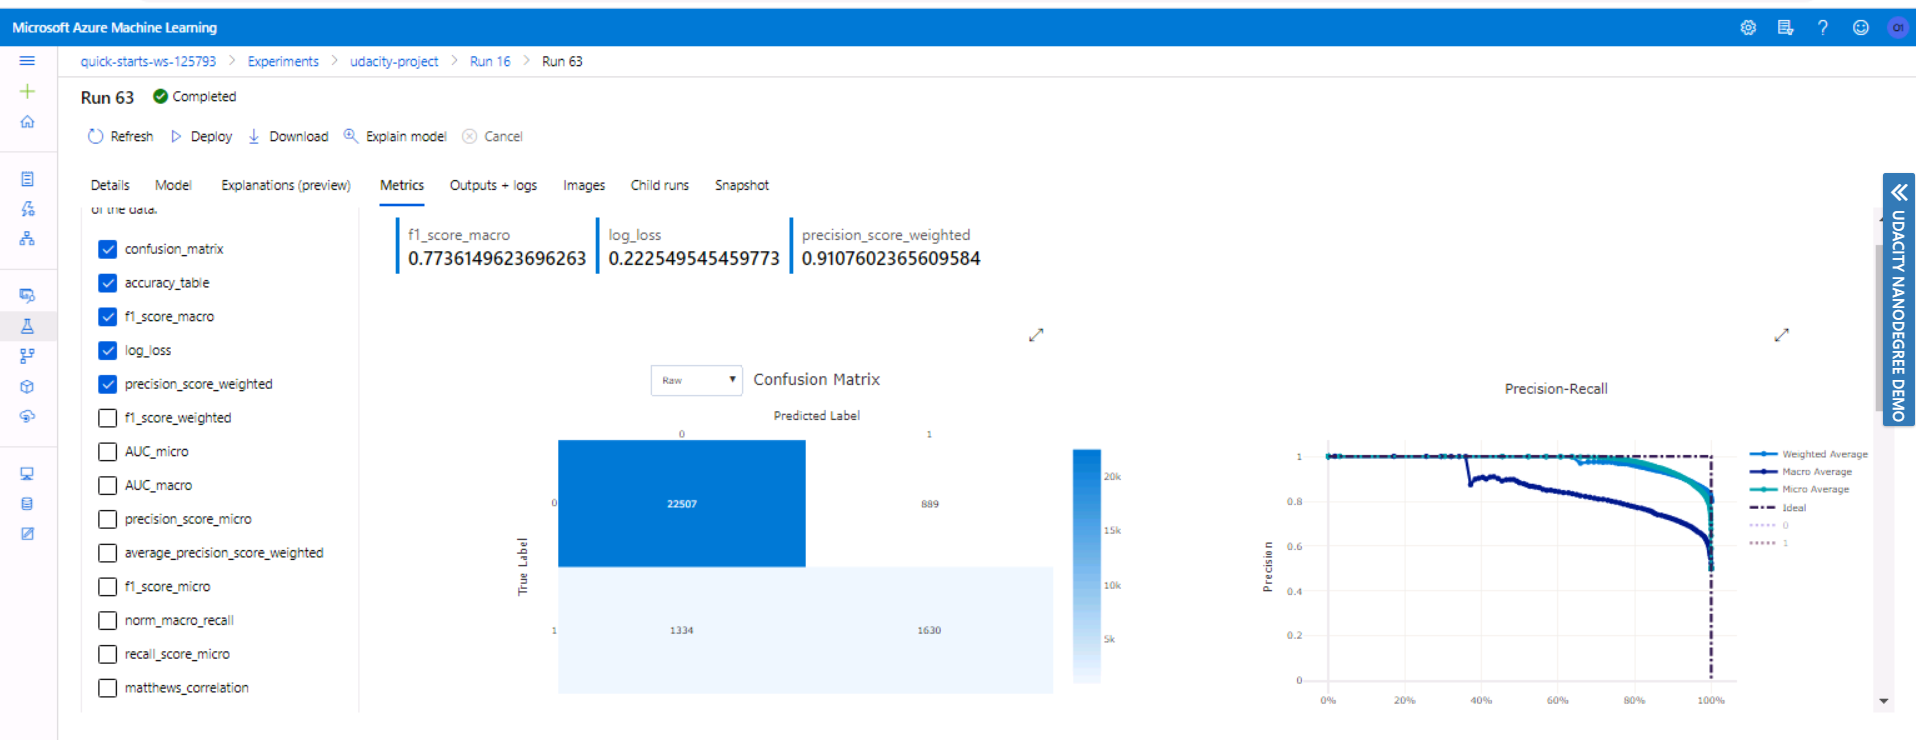 Microsoft Azure Machine Learning
quick-starts-ws-125793 > Experiments > udacity-project > Run 16 > Run 63
Run 63 Completed
Refresh Deploy Download Explain model Cancel
Details Model Explanations (preview) Metrics Outputs + logs Images Child runs Snapshot
of the data.
confusion_matrix
accuracy_table
f1_score_macro
log_loss
precision_score_weighted
f1_score_weighted
AUC_micro
AUC_macro
precision_score_micro
average_precision_score_weighted
f1_score_micro
norm_macro_recall
recall_score_micro
matthews_correlation
f1_score_macro
0.7736149623696263
log_loss
0.222549545459773
precision_score_weighted
0.9107602365609584
Raw
Confusion Matrix
Predicted Label
0 1
True Label
0 22507 889
1 1334 1630
20k
15k
10k
5k
Precision-Recall
Precision
1
0.8
0.6
0.4
0.2
0
0% 20% 40% 60% 80% 100%
Weighted Average
Macro Average
Micro Average
Ideal
0
1
UDACITY NANODEGREE DEMO